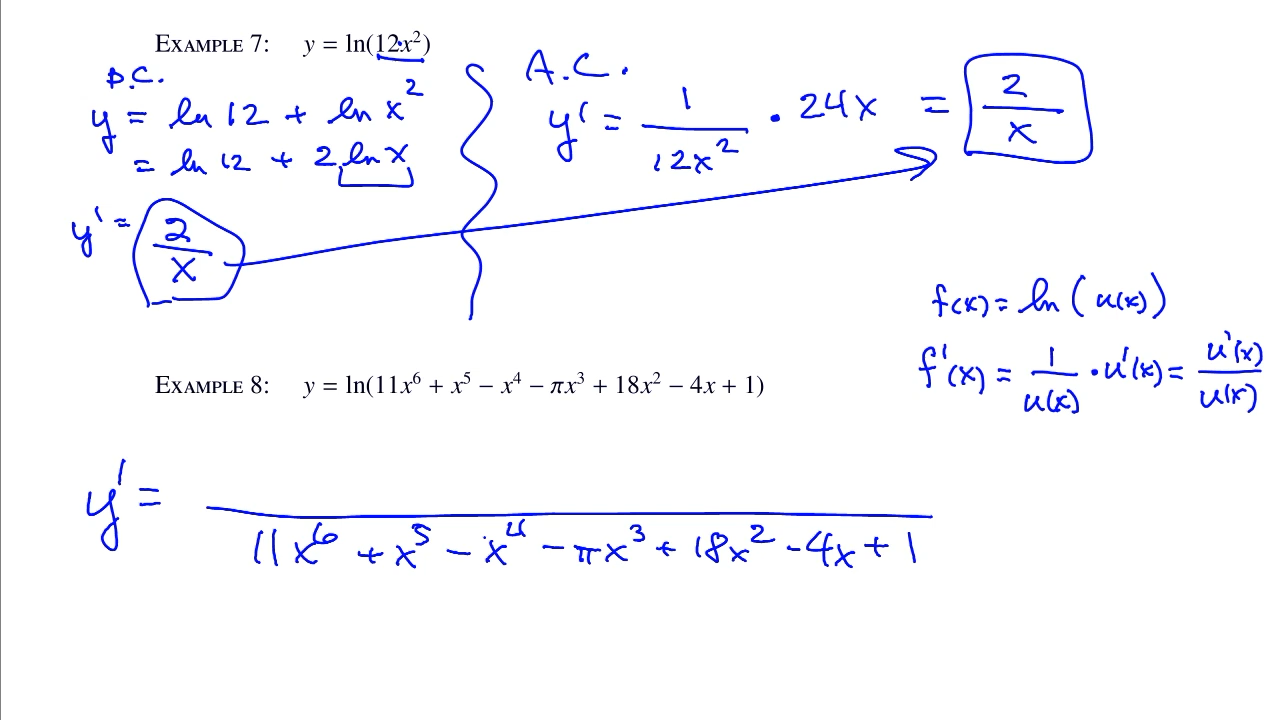 EXAMPLE 7: y = ln(12x²)
B.C.
y = ln 12 + ln x²
= ln 12 + 2 ln x
y' = 2/x
A.C.
y' = 1/12x² · 24x = 2/x
f(x) = ln(u(x))
f'(x) = 1/u(x) · u'(x) = u'(x)/u(x)
EXAMPLE 8: y = ln(11x⁶ + x⁵ − x⁴ − πx³ + 18x² − 4x + 1)
y' =
11x⁶ + x⁵ − x⁴ − πx³ + 18x² − 4x + 1